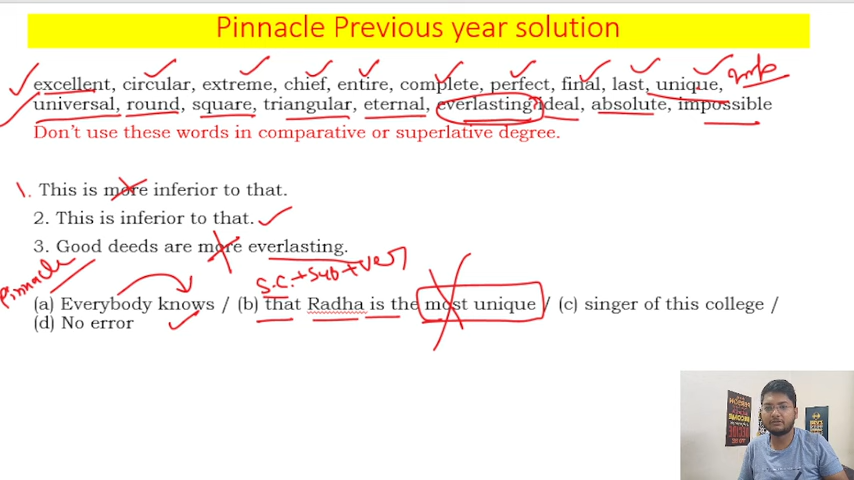 Pinnacle Previous year solution
excellent, circular, extreme, chief, entire, complete, perfect, final, last, unique,
universal, round, square, triangular, eternal, everlasting, ideal, absolute, impossible
Don't use these words in comparative or superlative degree.
1. This is more inferior to that.
2. This is inferior to that.
3. Good deeds are more everlasting.
Pinnacle
S.C.+Sub+Verb
(a) Everybody knows / (b) that Radha is the most unique / (c) singer of this college /
(d) No error